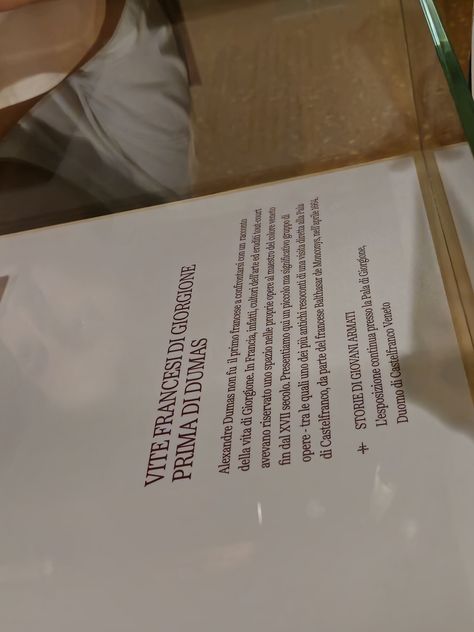 VITE FRANCESI DI GIORGIONE
PRIMA DI DUMAS
Alexandre Dumas non fu il primo francese a confrontarsi con un racconto
della vita di Giorgione. In Francia, infatti, cultori dell'arte ed eruditi tout-court
avevano riservato uno spazio nelle proprie opere al maestro del colore veneto
fin dal XVII secolo. Presentiamo qui un piccolo ma significativo gruppo di
opere - tra le quali uno dei più antichi resoconti di una visita diretta alla Pala
di Castelfranco, da parte del francese Balthasar de Monconys, nell'aprile 1664.
STORIE DI GIOVANI ARMATI
L'esposizione continua presso la Pala di Giorgione,
Duomo di Castelfranco Veneto